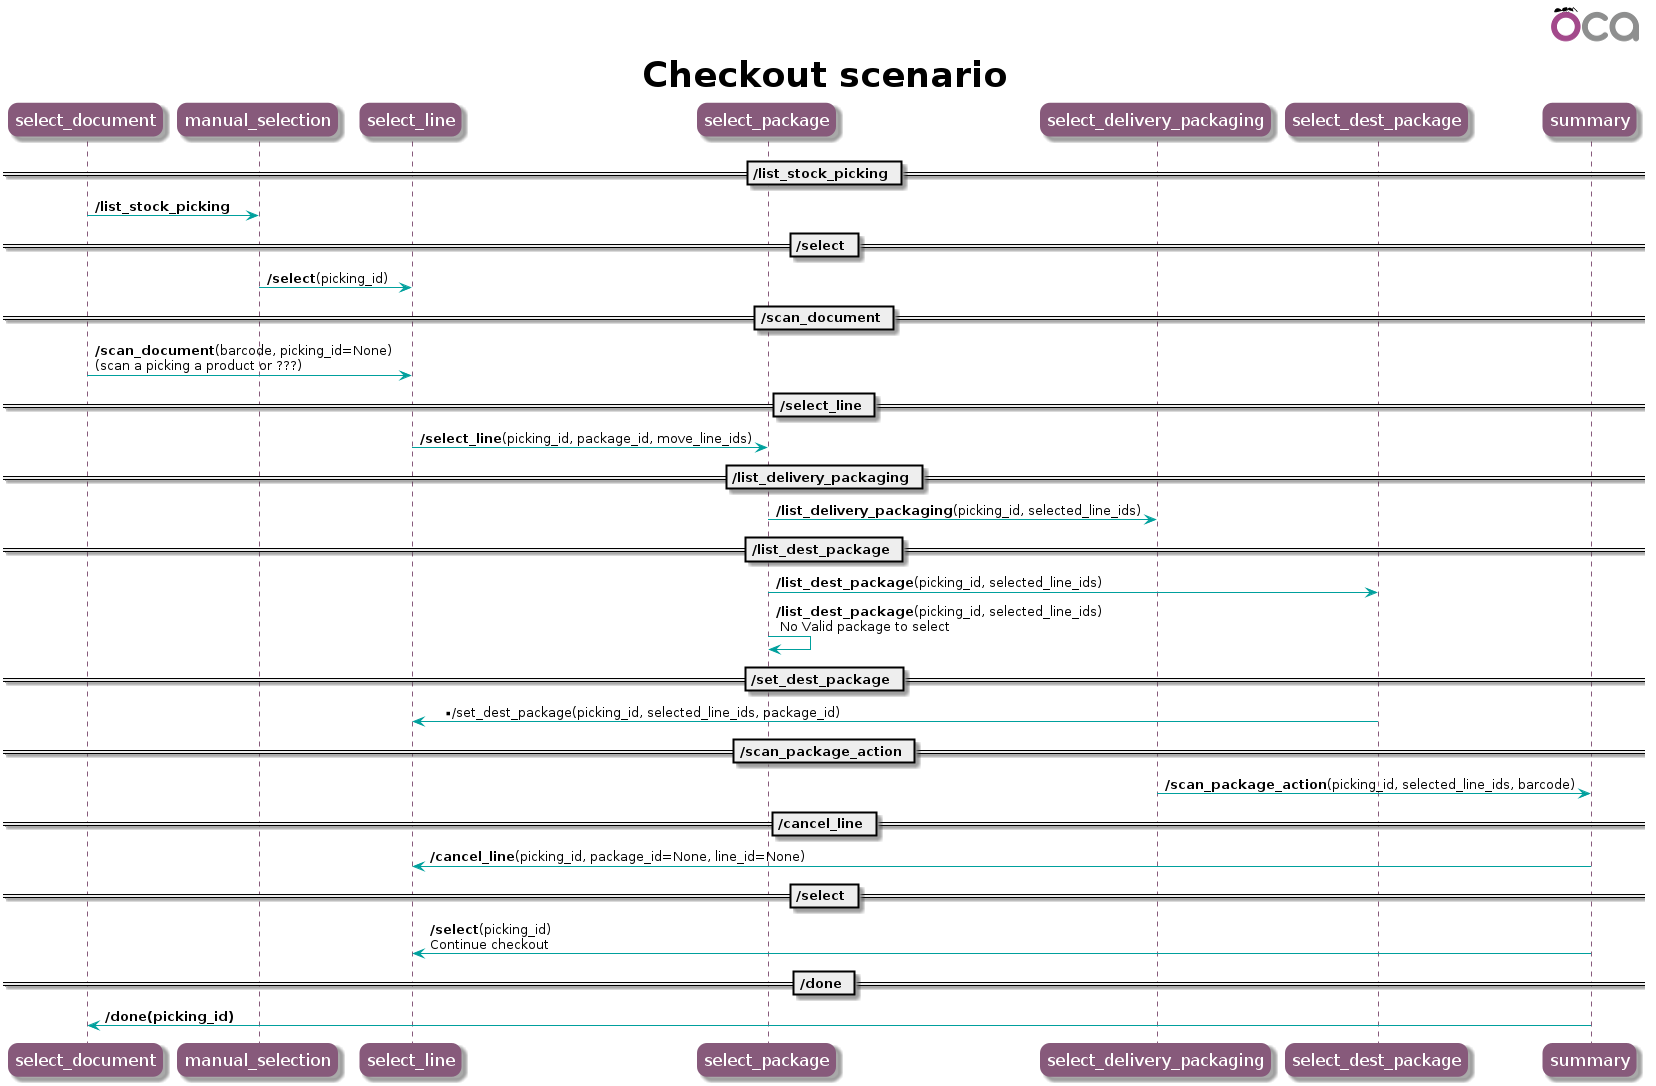 oca
Checkout scenario
select_document manual_selection select_line select_package select_delivery_packaging select_dest_package summary
/list_stock_picking
/list_stock_picking
/select
/select(picking_id)
/scan_document
/scan_document(barcode, picking_id=None)
(scan a picking a product or ???)
/select_line
/select_line(picking_id, package_id, move_line_ids)
/list_delivery_packaging
/list_delivery_packaging(picking_id, selected_line_ids)
/list_dest_package
/list_dest_package(picking_id, selected_line_ids)
/list_dest_package(picking_id, selected_line_ids)
No Valid package to select
/set_dest_package
▪/set_dest_package(picking_id, selected_line_ids, package_id)
/scan_package_action
/scan_package_action(picking_id, selected_line_ids, barcode)
/cancel_line
/cancel_line(picking_id, package_id=None, line_id=None)
/select
/select(picking_id)
Continue checkout
/done
/done(picking_id)
select_document manual_selection select_line select_package select_delivery_packaging select_dest_package summary